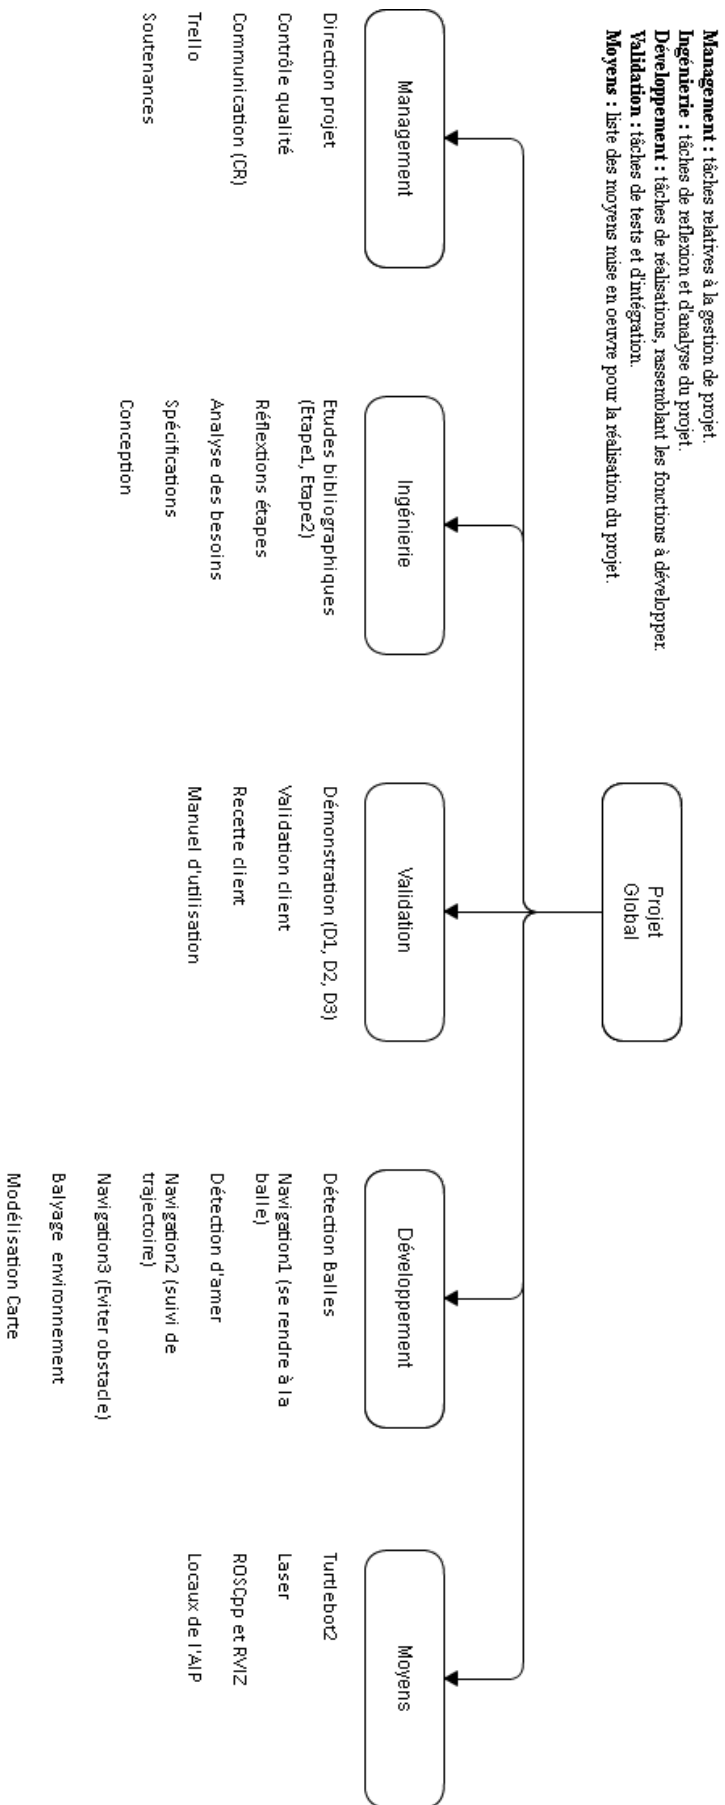 Management : tâches relatives à la gestion de projet.
Ingénierie : tâches de reflexion et d'analyse du projet.
Développement : tâches de réalisations, rassemblant les fonctions à développer.
Validation : tâches de tests et d'intégration.
Moyens : liste des moyens mise en oeuvre pour la réalisation du projet.
Projet
Global
Management
Direction projet
Contrôle qualité
Communication (CR)
Trello
Soutenances
Ingénierie
Etudes bibliographiques
(Etape1, Etape2)
Réflextions étapes
Analyse des besoins
Spécifications
Conception
Validation
Démonstration (D1, D2, D3)
Validation client
Recette client
Manuel d'utilisation
Développement
Détection Balles
Navigation1 (se rendre à la
balle)
Détection d'amer
Navigation2 (suivi de
trajectoire)
Navigation3 (Eviter obstacle)
Balyage environnement
Modélisation Carte
Moyens
Turtlebot2
Laser
ROSCpp et RVIZ
Locaux de l'AIP